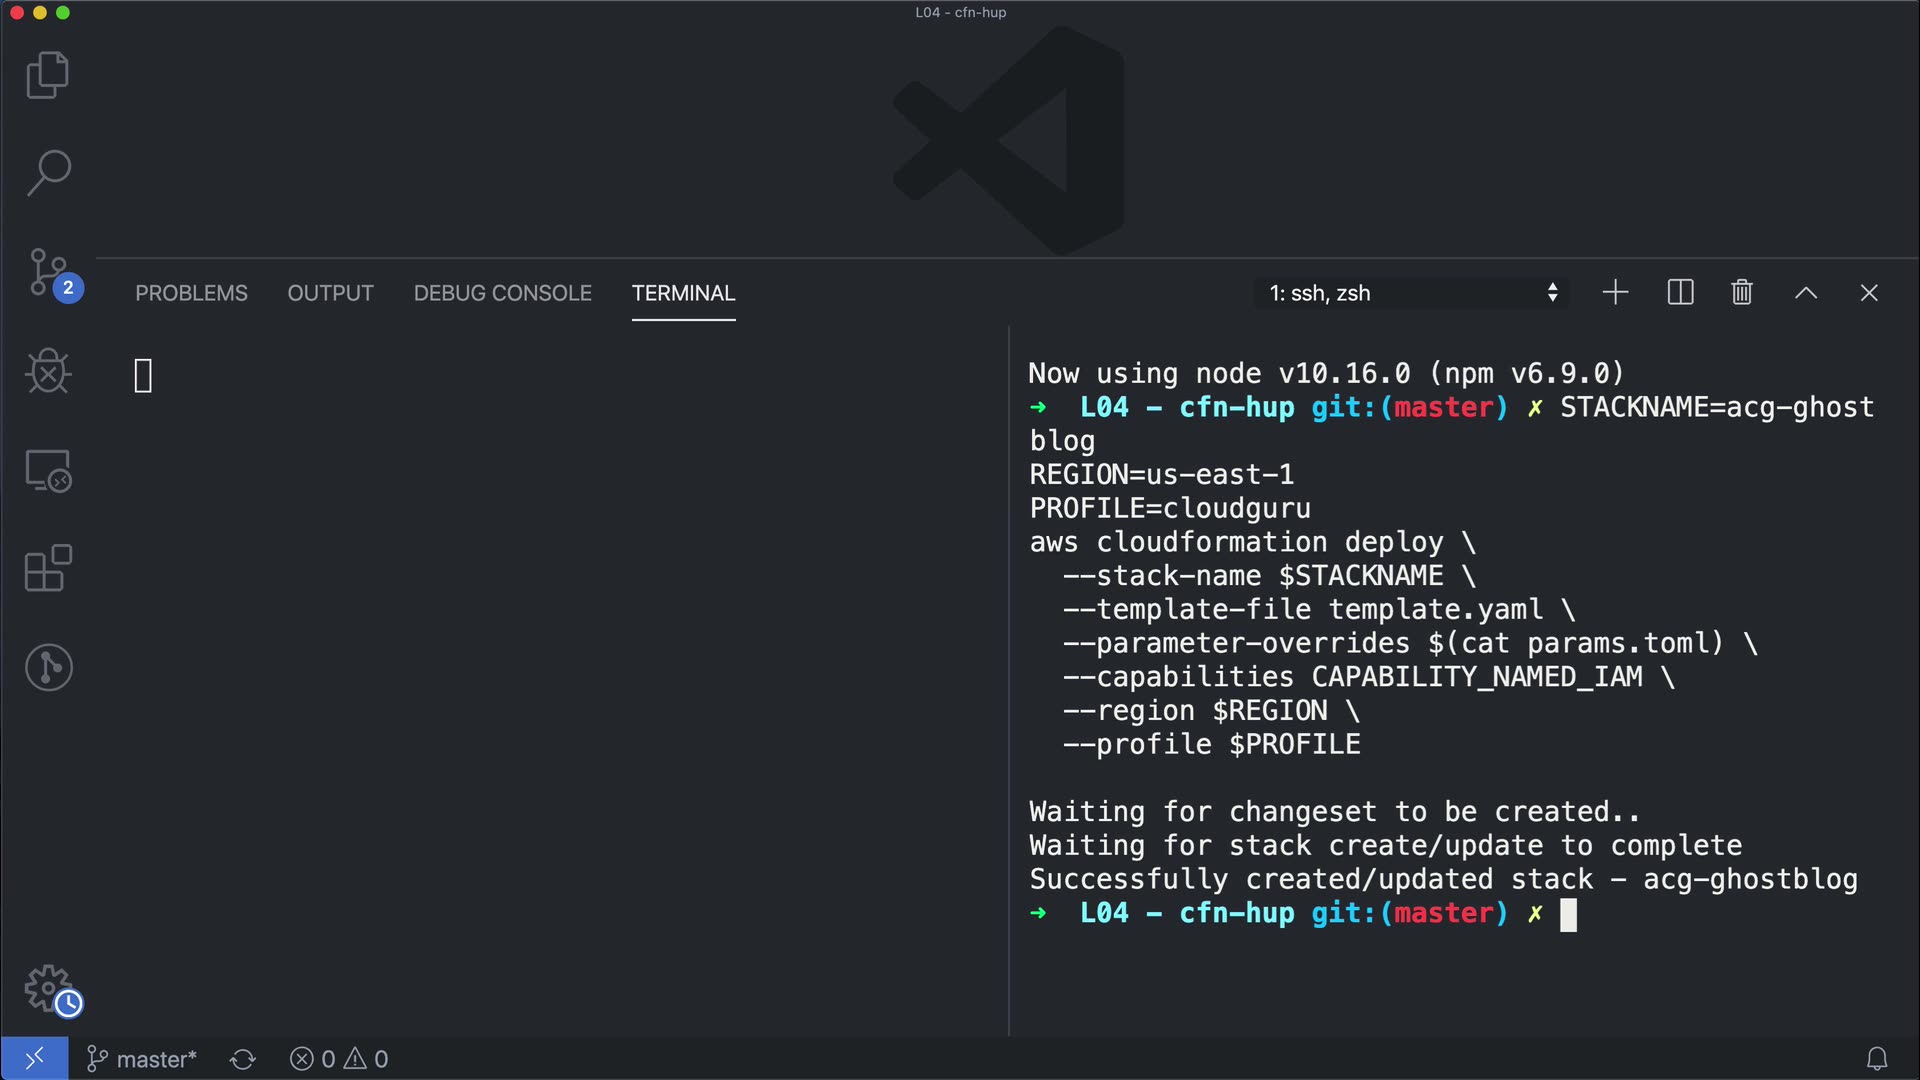 L04 - cfn-hup
2
PROBLEMS OUTPUT DEBUG CONSOLE TERMINAL 1: ssh, zsh
Now using node v10.16.0 (npm v6.9.0)
➜ L04 - cfn-hup git:(master) ✗ STACKNAME=acg-ghost
blog
REGION=us-east-1
PROFILE=cloudguru
aws cloudformation deploy \
--stack-name $STACKNAME \
--template-file template.yaml \
--parameter-overrides $(cat params.toml) \
--capabilities CAPABILITY_NAMED_IAM \
--region $REGION \
--profile $PROFILE
Waiting for changeset to be created..
Waiting for stack create/update to complete
Successfully created/updated stack - acg-ghostblog
➜ L04 - cfn-hup git:(master) ✗
master* 0 0